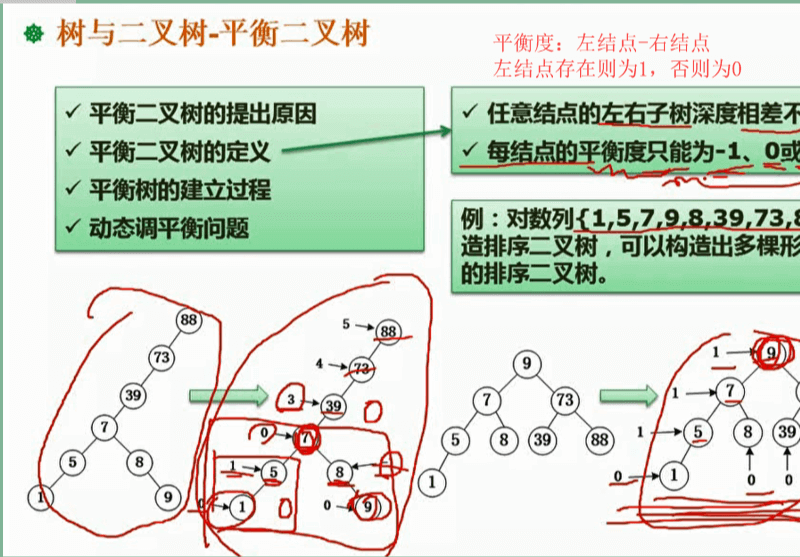 树与二叉树-平衡二叉树
平衡度：左结点-右结点
左结点存在则为1，否则为0
✓ 平衡二叉树的提出原因
✓ 平衡二叉树的定义
✓ 平衡树的建立过程
✓ 动态调平衡问题
✓ 任意结点的左右子树深度相差不
✓ 每结点的平衡度只能为-1、0或
例：对数列{1,5,7,9,8,39,73,8
造排序二叉树，可以构造出多棵形
的排序二叉树。
88
73
39
7
5 8
1 9
5 88
4 73
3 39
0 7
1 5 8
0 1 0 9
9
7 73
5 8 39 88
1
1 9
1 7
1 5 8 39
0 1 0 0